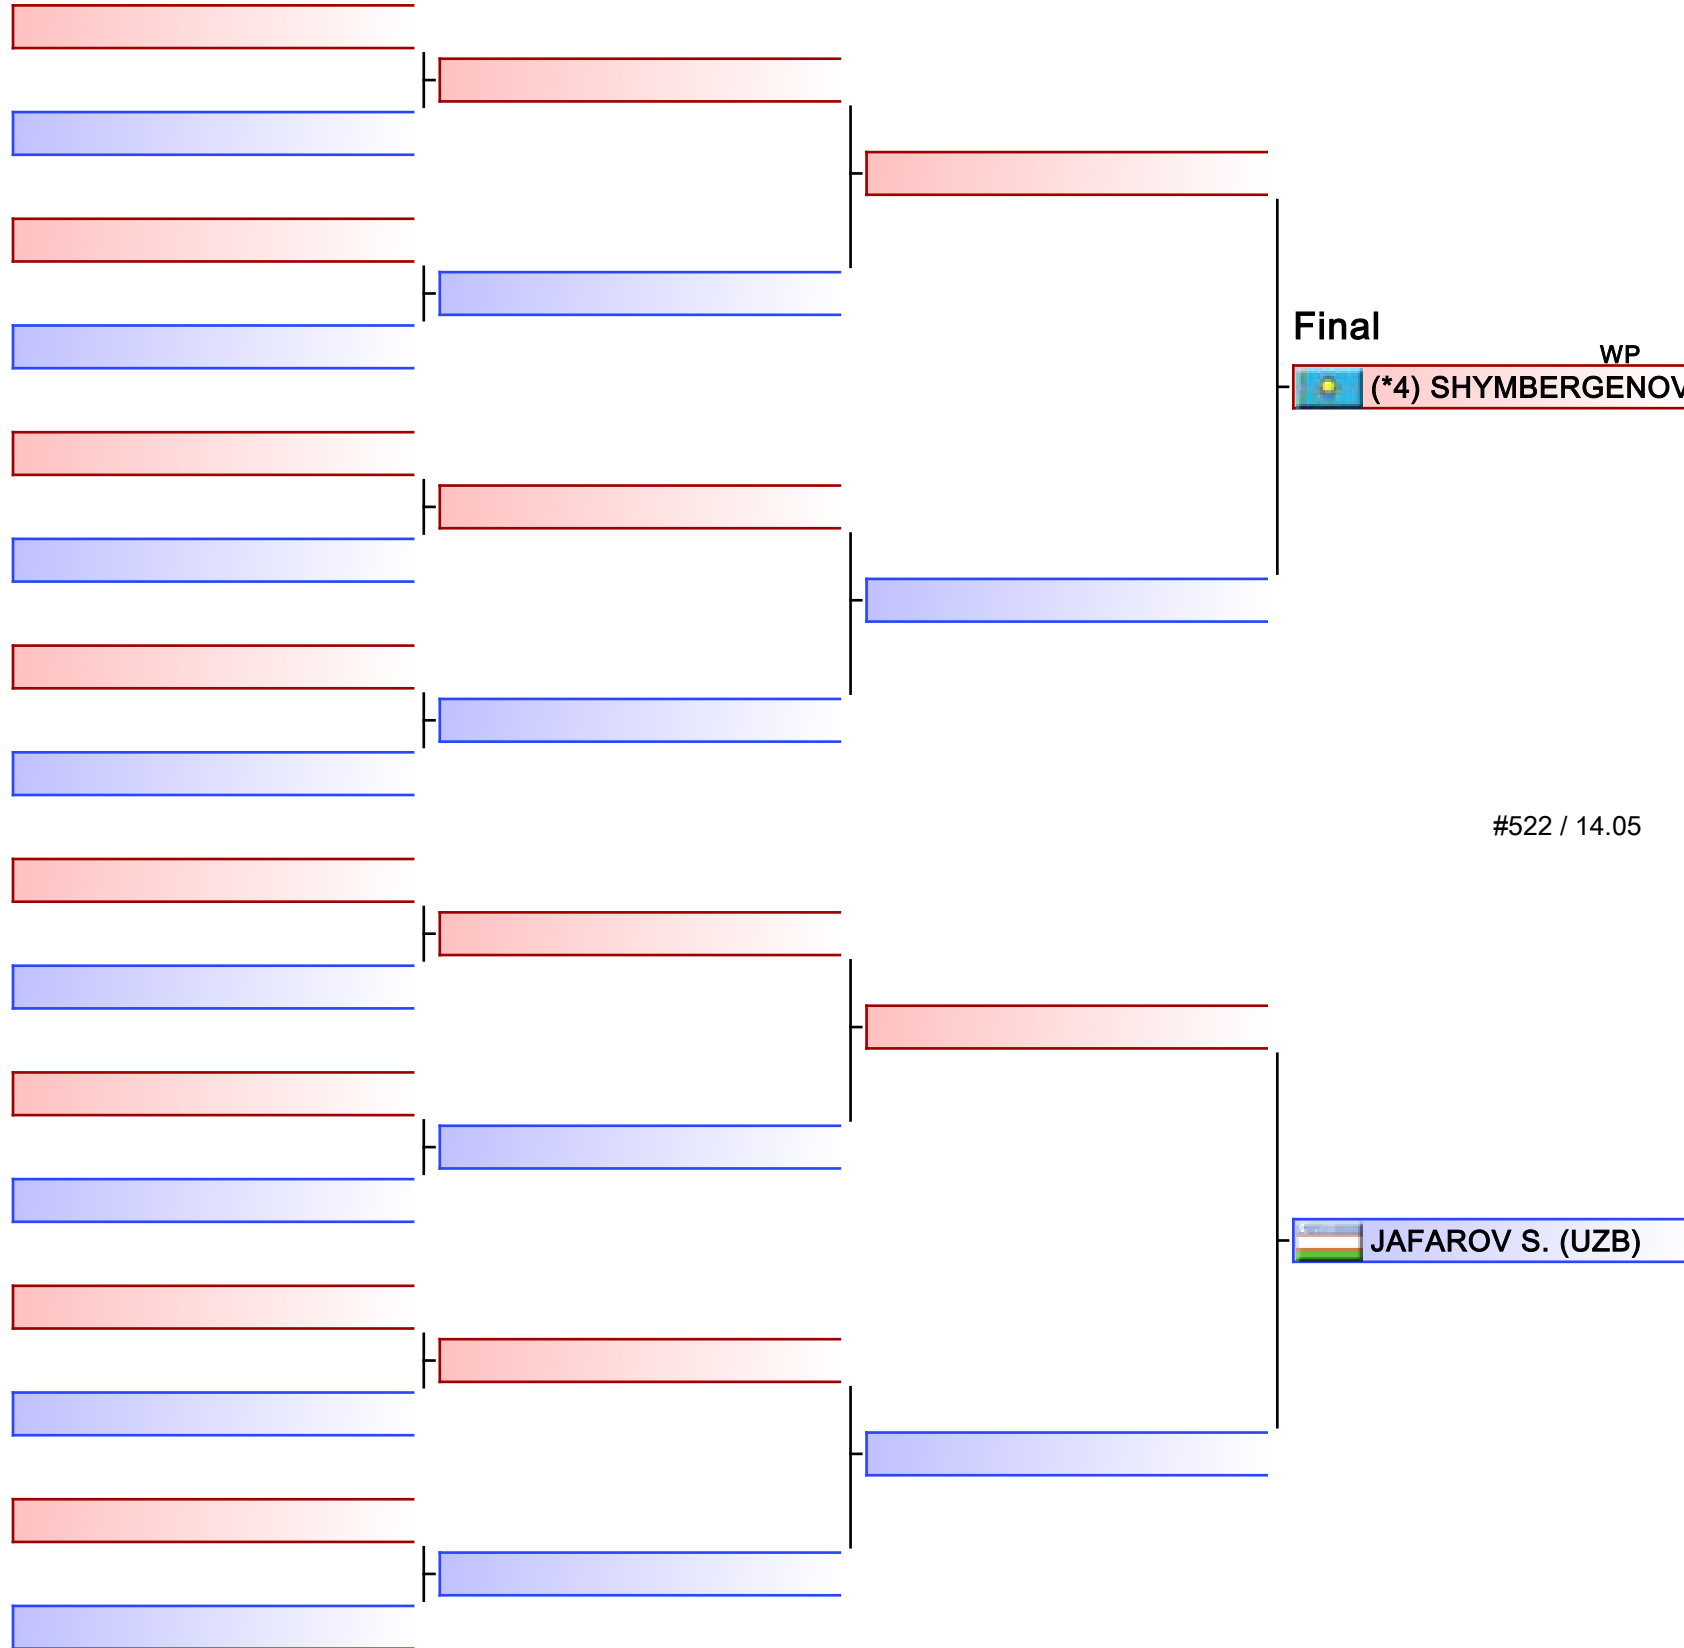 Final
WP
(*4) SHYMBERGENOV
#522 / 14.05
JAFAROV S. (UZB)